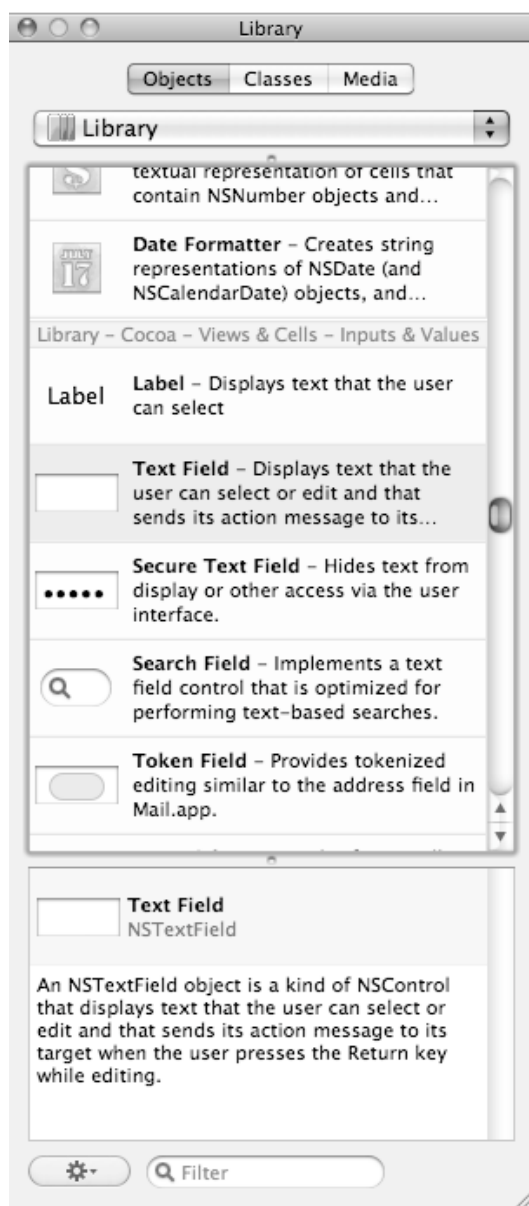 Library
Objects Classes Media
Library
textual representation of cells that
contain NSNumber objects and...
JULY
17
Date Formatter – Creates string
representations of NSDate (and
NSCalendarDate) objects, and...
Library – Cocoa – Views & Cells – Inputs & Values
Label
Label – Displays text that the user
can select
Text Field – Displays text that the
user can select or edit and that
sends its action message to its...
Secure Text Field – Hides text from
display or other access via the user
interface.
Search Field – Implements a text
field control that is optimized for
performing text-based searches.
Token Field – Provides tokenized
editing similar to the address field in
Mail.app.
Text Field
NSTextField
An NSTextField object is a kind of NSControl
that displays text that the user can select or
edit and that sends its action message to its
target when the user presses the Return key
while editing.
Filter